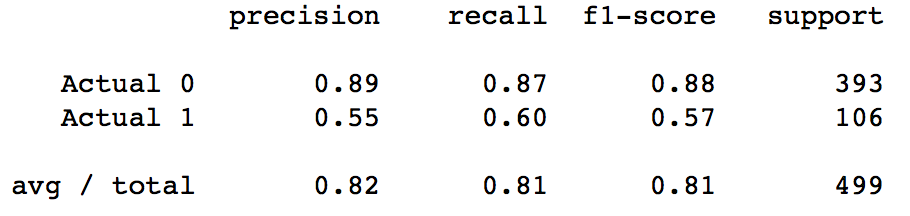 precision recall f1-score support
Actual 0 0.89 0.87 0.88 393
Actual 1 0.55 0.60 0.57 106
avg / total 0.82 0.81 0.81 499